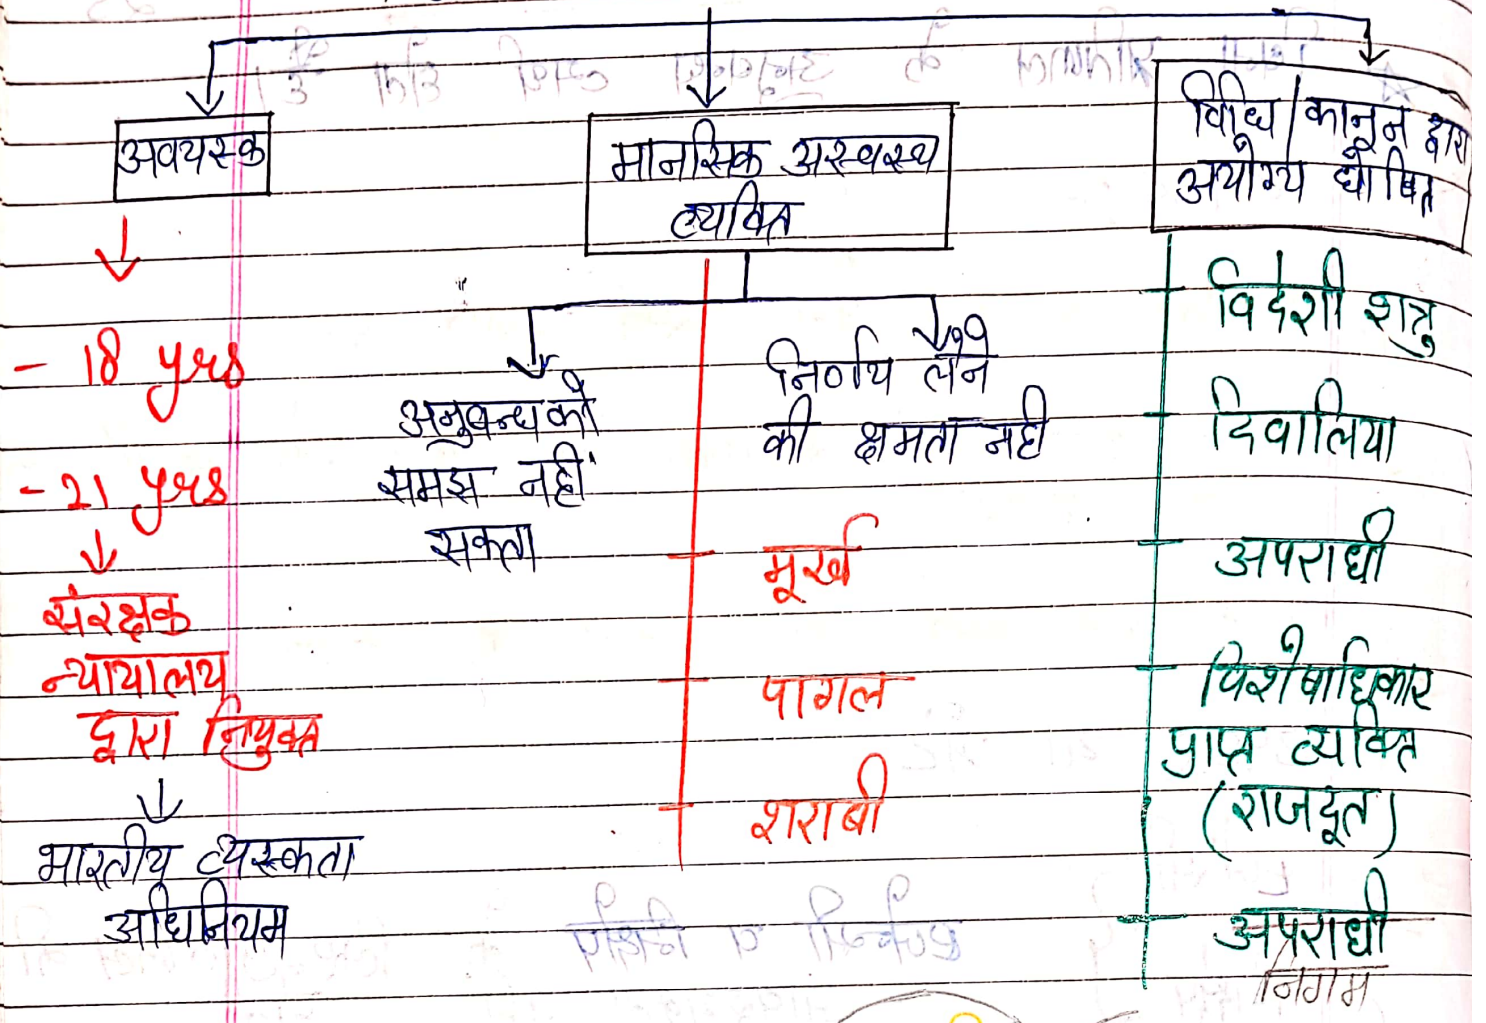 अवयस्क
- 18 yrs
- 21 yrs
संरक्षक
न्यायालय
द्वारा नियुक्त
भारतीय व्यस्कता
अधिनियम
मानसिक अस्वस्थ
व्यक्ति
अनुबन्ध को
समझ नहीं
सकता
निर्णय लेने
की क्षमता नही
मूर्ख
पागल
शराबी
विधि / कानून द्वारा
अयोग्य घोषित
विदेशी शत्रु
दिवालिया
अपराधी
विशेषाधिकार
प्राप्त व्यक्ति
(राजदूत)
अपराधी
निगम